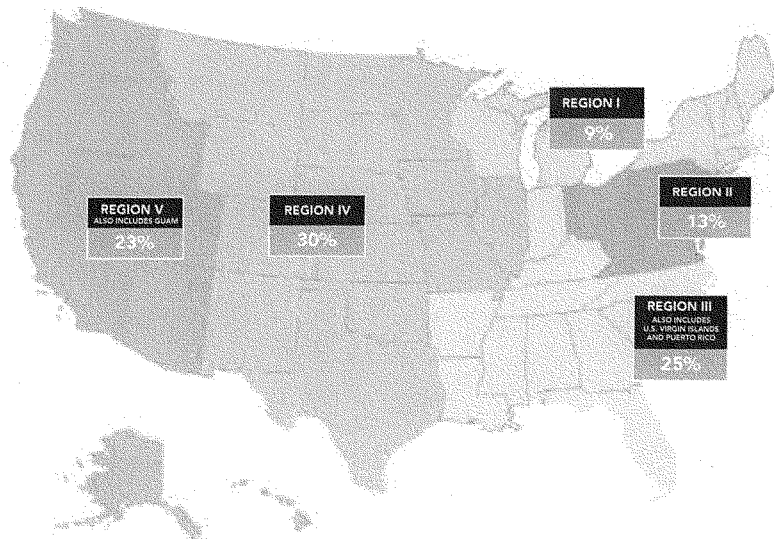 REGION I
9%
REGION V
ALSO INCLUDES GUAM
23%
REGION IV
30%
REGION II
13%
REGION III
ALSO INCLUDES
U.S. VIRGIN ISLANDS
AND PUERTO RICO
25%